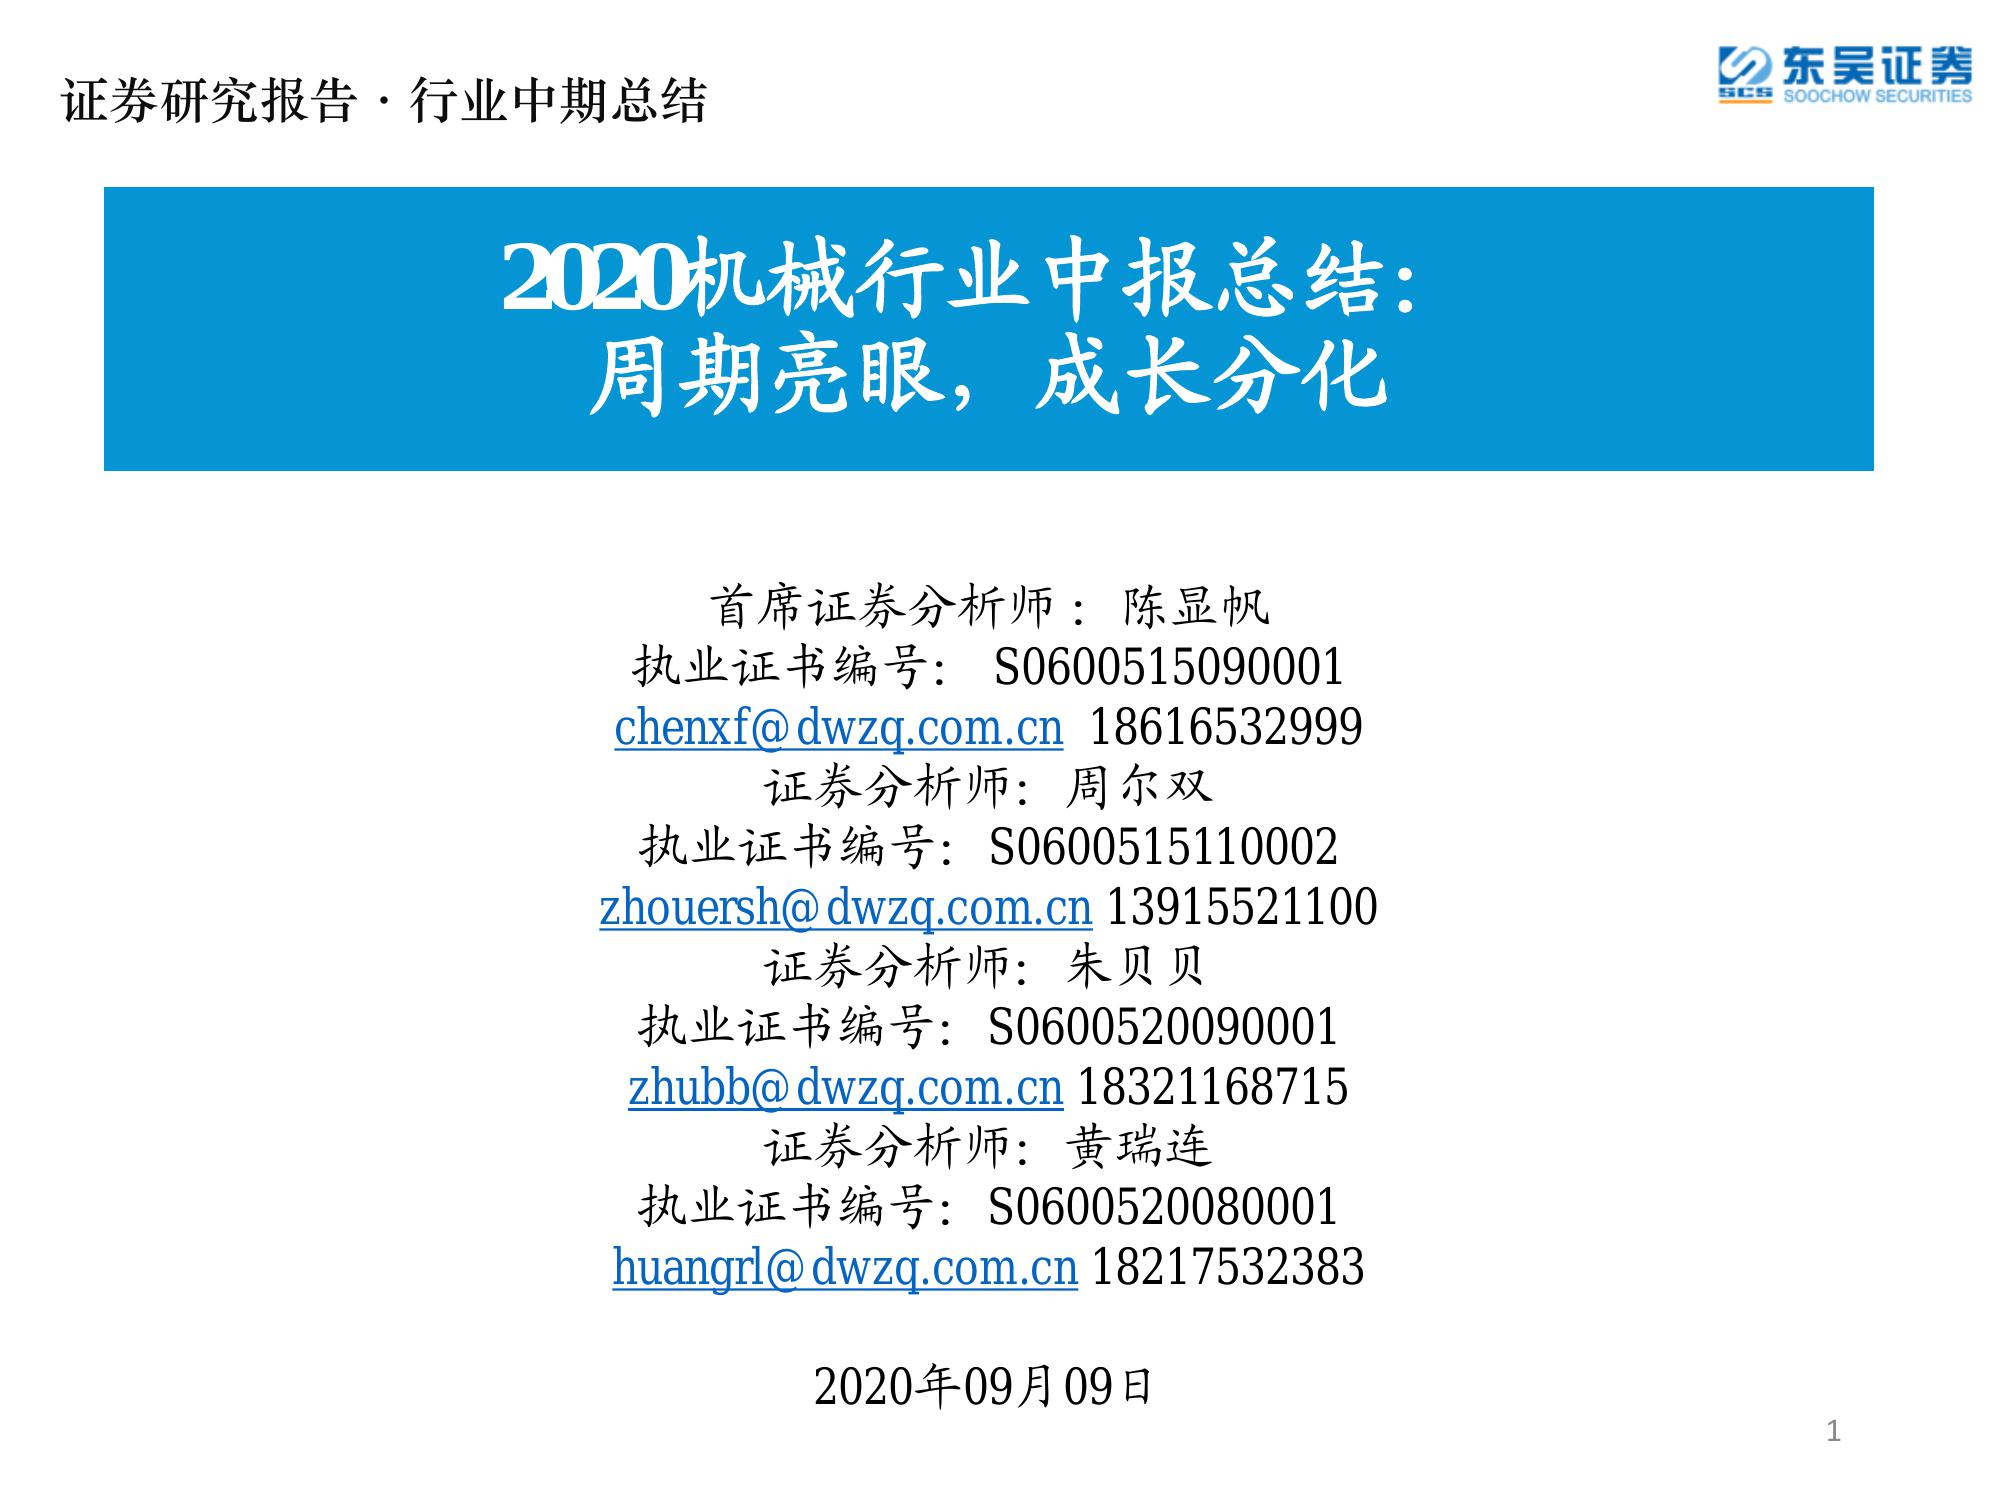 证券研究报告·行业中期总结
SCS
东吴证券
SOOCHOW SECURITIES
2020机械行业中报总结：
周期亮眼，成长分化
首席证券分析师：陈显帆
执业证书编号： S0600515090001
chenxf@dwzq.com.cn 18616532999
证券分析师：周尔双
执业证书编号：S0600515110002
zhouersh@dwzq.com.cn 13915521100
证券分析师：朱贝贝
执业证书编号：S0600520090001
zhubb@dwzq.com.cn 18321168715
证券分析师：黄瑞连
执业证书编号：S0600520080001
huangrl@dwzq.com.cn 18217532383
2020年09月09日
1